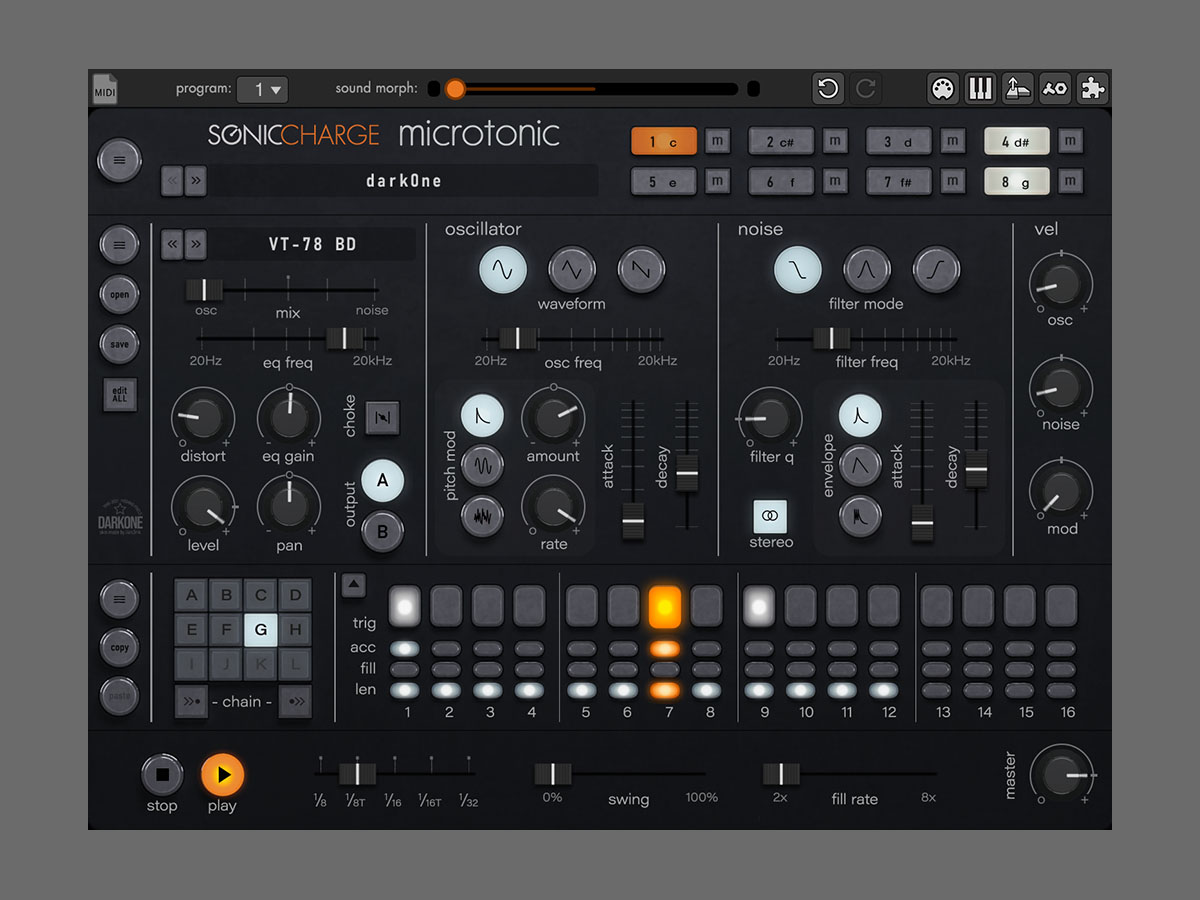 MIDI
program: 1 ▼
sound morph:
SONICCHARGE microtonic
1 c m 2 c# m 3 d m 4 d# m
« » darkOne
5 e m 6 f m 7 f# m 8 g m
« » VT-78 BD
osc mix noise
20Hz eq freq 20kHz
distort eq gain choke
level pan output A B
open
save
edit
ALL
DARKONE
oscillator
waveform
20Hz osc freq 20kHz
pitch mod amount attack decay
rate
noise
filter mode
20Hz filter freq 20kHz
filter q envelope attack decay
stereo
vel
osc
noise
mod
copy
paste
A B C D
E F G H
I J K L
- chain -
trig
acc
fill
len
1 2 3 4 5 6 7 8 9 10 11 12 13 14 15 16
stop play
1/8 1/8T 1/16 1/16T 1/32
0% swing 100%
2x fill rate 8x
master